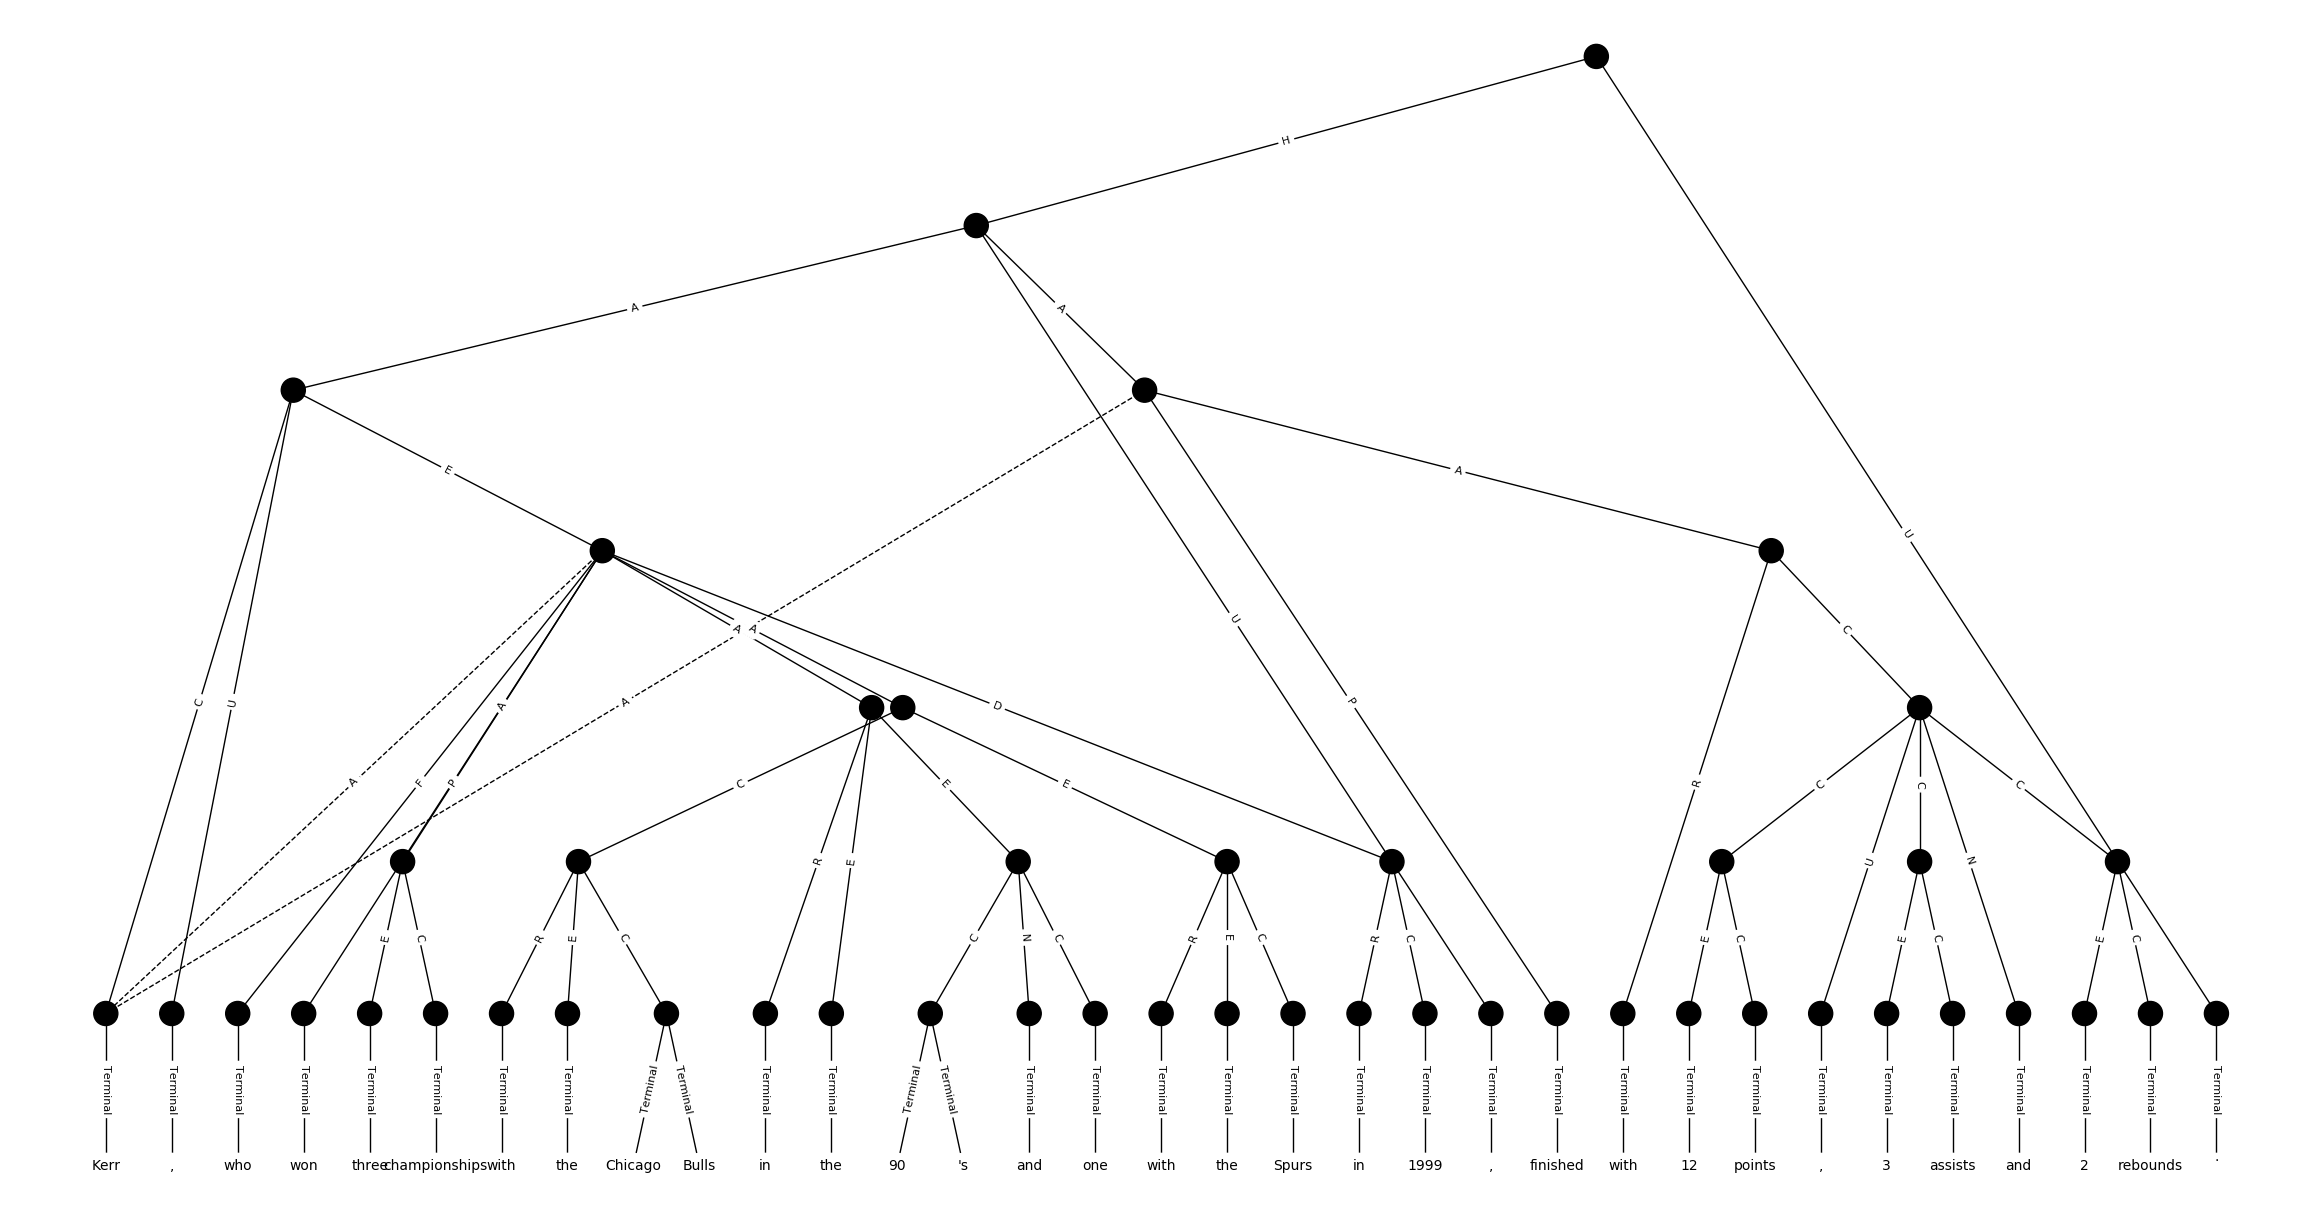 H
A
A
E
A
U
A
A
C
U
A
D
P
U
C
A
F
P
C
E
E
R
C
U
C
N
C
R
E
E
C
R
E
C
C
N
C
R
E
C
R
C
E
C
E
C
E
C
Terminal Terminal Terminal Terminal Terminal Terminal Terminal Terminal Terminal Terminal Terminal Terminal Terminal Terminal Terminal Terminal Terminal Terminal Terminal Terminal Terminal Terminal Terminal Terminal Terminal Terminal Terminal Terminal Terminal Terminal Terminal Terminal Terminal
Kerr , who won three championships with the Chicago Bulls in the 90 's and one with the Spurs in 1999 , finished with 12 points , 3 assists and 2 rebounds .